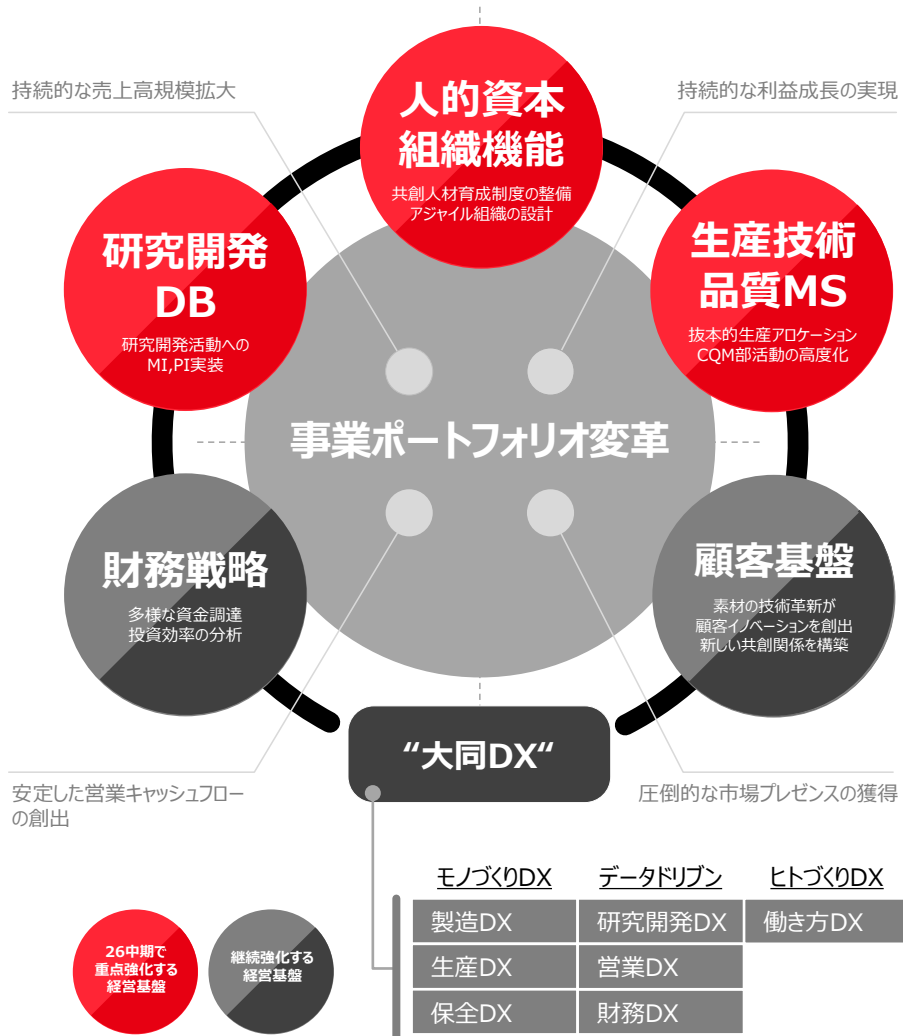 持続的な売上高規模拡大
持続的な利益成長の実現
人的資本
組織機能
共創人材育成制度の整備
アジャイル組織の設計
研究開発
DB
研究開発活動への
MI,PI実装
生産技術
品質MS
抜本的生産アロケーション
CQM部活動の高度化
事業ポートフォリオ変革
財務戦略
多様な資金調達
投資効率の分析
顧客基盤
素材の技術革新が
顧客イノベーションを創出
新しい共創関係を構築
“大同DX“
安定した営業キャッシュフロー
の創出
圧倒的な市場プレゼンスの獲得
モノづくりDX データドリブン ヒトづくりDX
製造DX 研究開発DX 働き方DX
生産DX 営業DX
保全DX 財務DX
26中期で
重点強化する
経営基盤
継続強化する
経営基盤